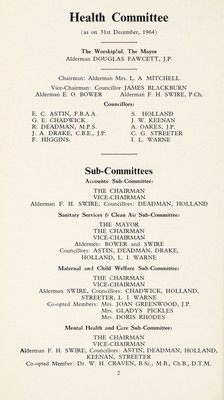 Health Committee
(as on 31st December, 1964)
The Worshipful, The Mayor
Alderman DOUGLAS FAWCETT, J.P.
Chairman: Alderman Mrs. L. A MITCHELL
Vice-Chairman: Councillor JAMES BLACKBURN
Alderman E. O. BOWER Alderman F. H. SWIRE, P.Ch.
Councillors:
E. C. ASTIN, F.B.A.A. S. HOLLAND
G. E. CHADWICK J. W. KEENAN
R. DEADMAN, M.P.S. A. OAKES, J.P.
J. A. DRAKE, C.B.E., J.P. C. G. STREETER
F. HIGGINS I. L. WARNE
Sub-Committees
Accounts Sub-Committee:
THE CHAIRMAN
VICE-CHAIRMAN
Alderman F. H. SWIRE, Councillors: DEADMAN, HOLLAND
Sanitary Services & Clean Air Sub-Committee:
THE MAYOR
THE CHAIRMAN
VICE-CHAIRMAN
Aldermen: BOWER and SWIRE
Councillors: ASTIN, DEADMAN, DRAKE,
HOLLAND, L. I. WARNE
Maternal and Child Welfare Sub-Committee:
THE CHAIRMAN
VICE-CHAIRMAN
Alderman SWIRE, Councillors: CHADWICK, HOLLAND,
STREETER, L. I. WARNE
Co-opted Members: Mrs. JOAN GREENWOOD, J.P.
Mrs. GLADYS PICKLES
Mrs. DORIS RHODES
Mental Health and Care Sub-Committee:
THE CHAIRMAN
VICE-CHAIRMAN
Alderman F. H. SWIRE, Councillors: ASTIN, DEADMAN, HOLLAND,
KEENAN, STREETER
Co-opted Member: Dr. W. H. CRAVEN, B.Sc., M.B., Ch.B., D.T.M.
2